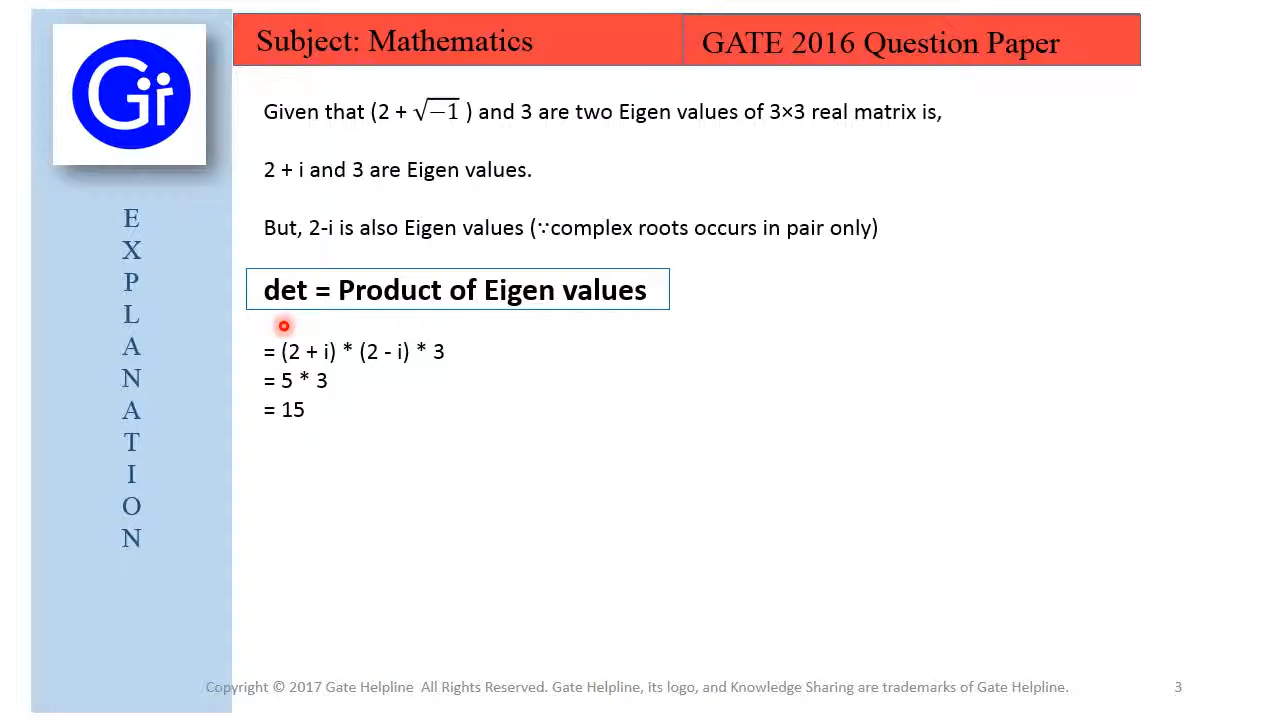 Subject: Mathematics
GATE 2016 Question Paper
Gir
E
X
P
L
A
N
A
T
I
O
N
Given that (2 + √−1 ) and 3 are two Eigen values of 3×3 real matrix is,
2 + i and 3 are Eigen values.
But, 2-i is also Eigen values (∵complex roots occurs in pair only)
det = Product of Eigen values
= (2 + i) * (2 - i) * 3
= 5 * 3
= 15
Copyright © 2017 Gate Helpline All Rights Reserved. Gate Helpline, its logo, and Knowledge Sharing are trademarks of Gate Helpline.
3